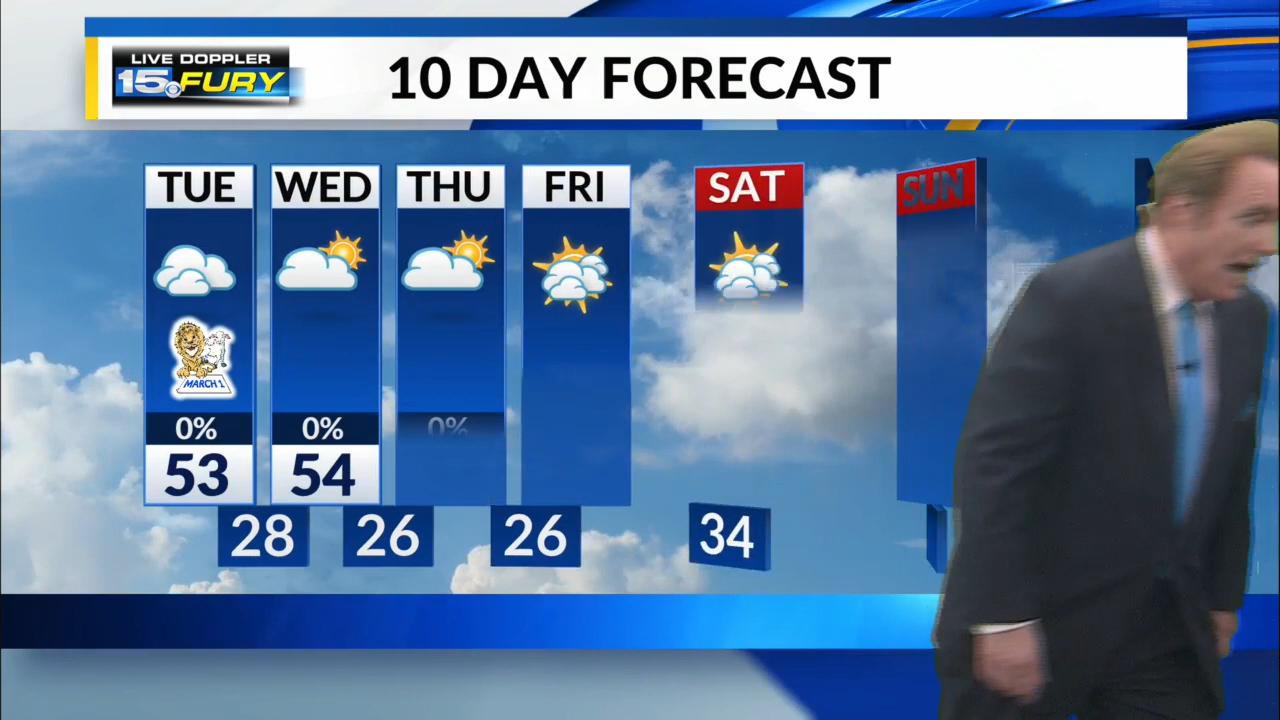 LIVE DOPPLER
15 FURY
10 DAY FORECAST
TUE WED THU FRI SAT SUN
MARCH 1
0% 0% 0%
53 54
28 26 26 34